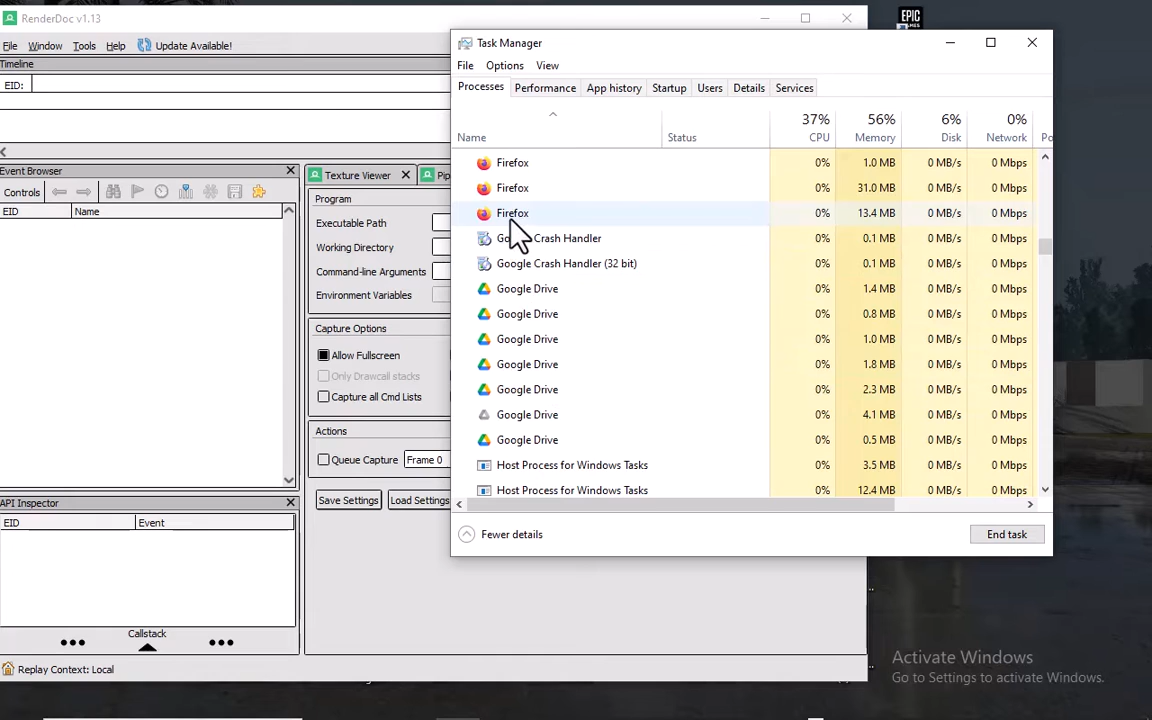 RenderDoc v1.13
File Window Tools Help Update Available!
Timeline
EID:
Event Browser
Controls
EID Name
Texture Viewer Pip
Program
Executable Path
Working Directory
Command-line Arguments
Environment Variables
Capture Options
Allow Fullscreen
Only Drawcall stacks
Capture all Cmd Lists
Actions
Queue Capture Frame 0
Save Settings Load Settings
API Inspector
EID Event
Callstack
Replay Context: Local
EPIC
Task Manager
File Options View
Processes Performance App history Startup Users Details Services
37% 56% 6% 0%
Name Status CPU Memory Disk Network Po
Firefox 0% 1.0 MB 0 MB/s 0 Mbps
Firefox 0% 31.0 MB 0 MB/s 0 Mbps
Firefox 0% 13.4 MB 0 MB/s 0 Mbps
Crash Handler 0% 0.1 MB 0 MB/s 0 Mbps
Google Crash Handler (32 bit) 0% 0.1 MB 0 MB/s 0 Mbps
Google Drive 0% 1.4 MB 0 MB/s 0 Mbps
Google Drive 0% 0.8 MB 0 MB/s 0 Mbps
Google Drive 0% 1.0 MB 0 MB/s 0 Mbps
Google Drive 0% 1.8 MB 0 MB/s 0 Mbps
Google Drive 0% 2.3 MB 0 MB/s 0 Mbps
Google Drive 0% 4.1 MB 0 MB/s 0 Mbps
Google Drive 0% 0.5 MB 0 MB/s 0 Mbps
Host Process for Windows Tasks 0% 3.5 MB 0 MB/s 0 Mbps
Host Process for Windows Tasks 0% 12.4 MB 0 MB/s 0 Mbps
Fewer details End task
Activate Windows
Go to Settings to activate Windows.